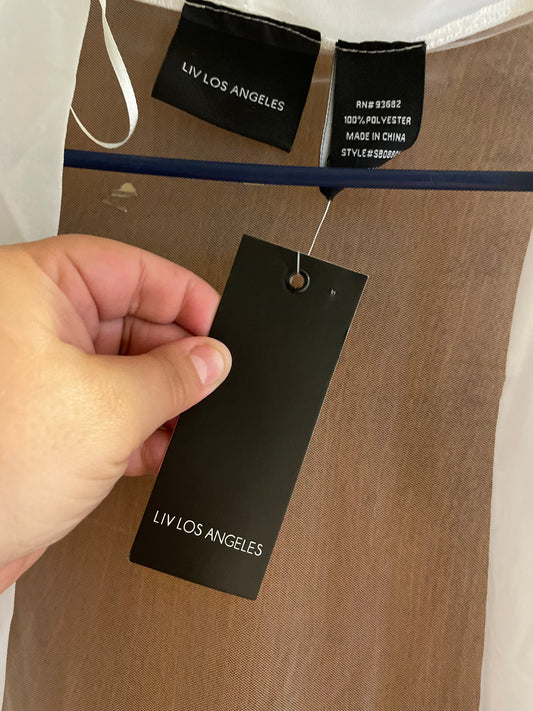 LIV LOS ANGELES
RN# 93682
100% POLYESTER
MADE IN CHINA
LIV LOS ANGELES